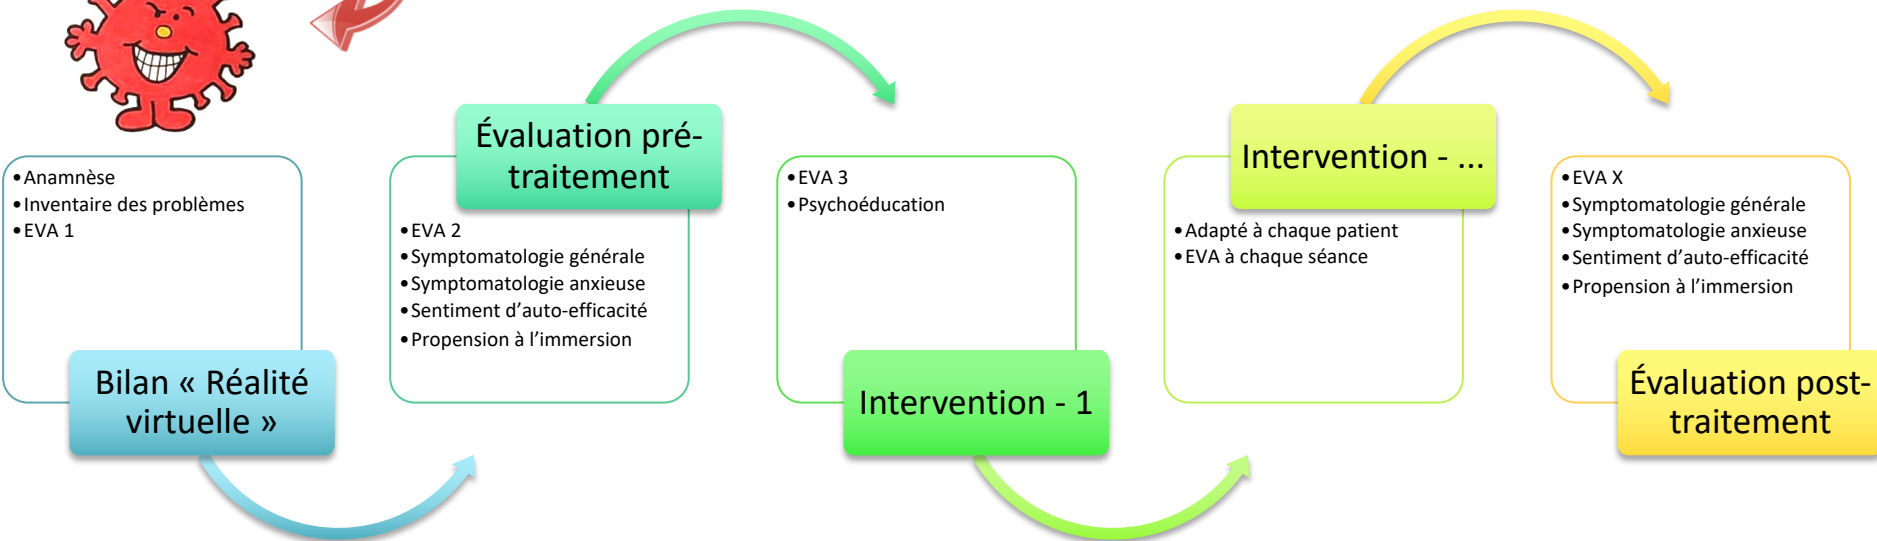 • Anamnèse
• Inventaire des problèmes
• EVA 1
Bilan « Réalité
virtuelle »
Évaluation pré-
traitement
• EVA 2
• Symptomatologie générale
• Symptomatologie anxieuse
• Sentiment d’auto-efficacité
• Propension à l’immersion
• EVA 3
• Psychoéducation
Intervention - 1
Intervention - ...
• Adapté à chaque patient
• EVA à chaque séance
• EVA X
• Symptomatologie générale
• Symptomatologie anxieuse
• Sentiment d’auto-efficacité
• Propension à l’immersion
Évaluation post-
traitement